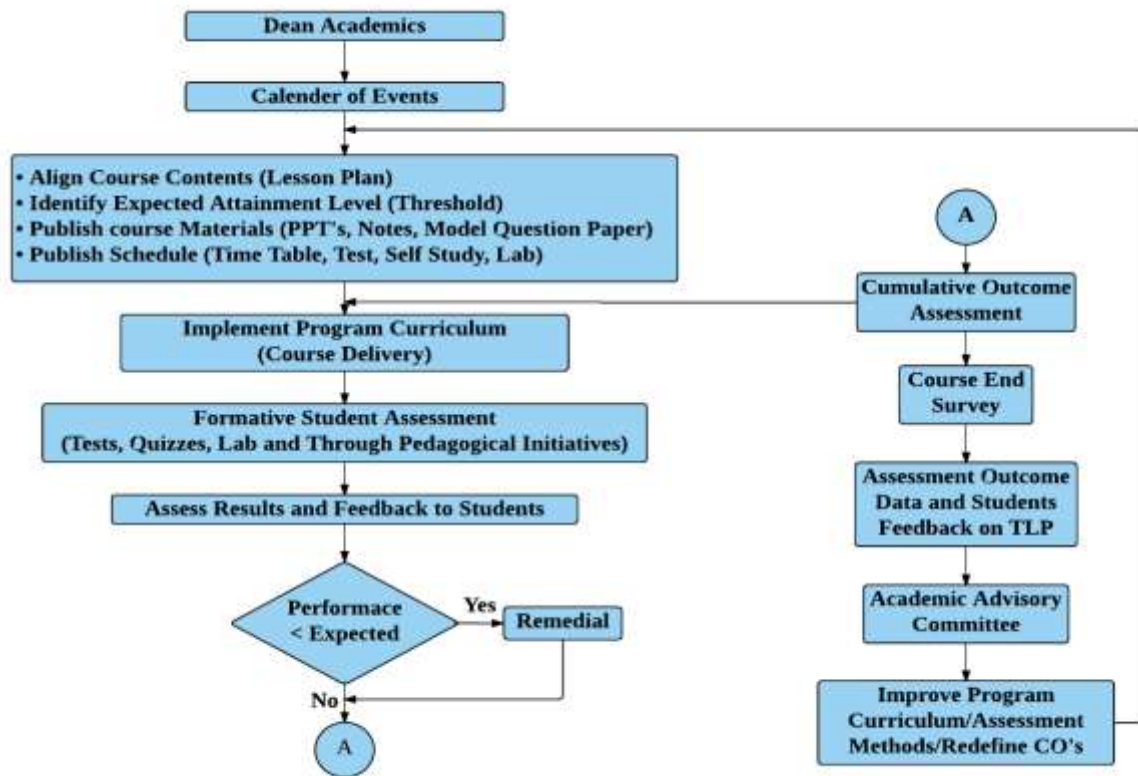 Dean Academics
Calender of Events
• Align Course Contents (Lesson Plan)
• Identify Expected Attainment Level (Threshold)
• Publish course Materials (PPT's, Notes, Model Question Paper)
• Publish Schedule (Time Table, Test, Self Study, Lab)
Implement Program Curriculum
(Course Delivery)
Formative Student Assessment
(Tests, Quizzes, Lab and Through Pedagogical Initiatives)
Assess Results and Feedback to Students
Performace
< Expected
Yes
Remedial
No
A
A
Cumulative Outcome
Assessment
Course End
Survey
Assessment Outcome
Data and Students
Feedback on TLP
Academic Advisory
Committee
Improve Program
Curriculum/Assessment
Methods/Redefine CO's